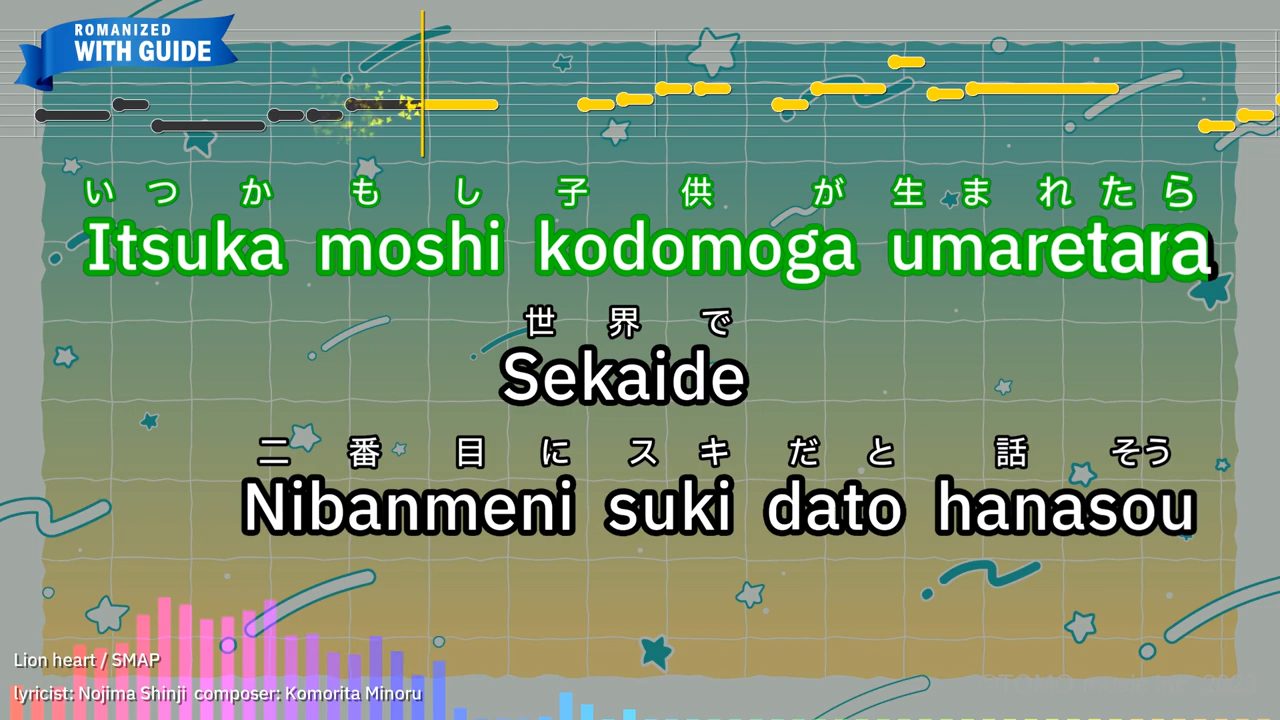 ROMANIZED
WITH GUIDE
いつかもし子供が生まれたら
Itsuka moshi kodomoga umaretara
世界で
Sekaide
二番目にスキだと話そう
Nibanmeni suki dato hanasou
Lion heart / SMAP
lyricist: Nojima Shinji composer: Komorita Minoru